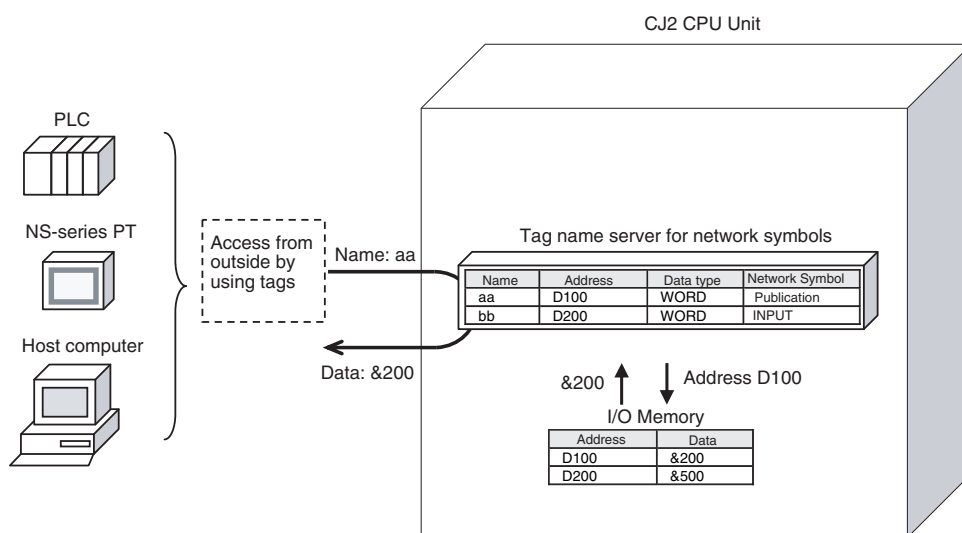 CJ2 CPU Unit
PLC
NS-series PT
Host computer
Access from
outside by
using tags
Name: aa
Data: &200
Tag name server for network symbols
Name Address Data type Network Symbol
aa D100 WORD Publication
bb D200 WORD INPUT
&200
Address D100
I/O Memory
Address Data
D100 &200
D200 &500